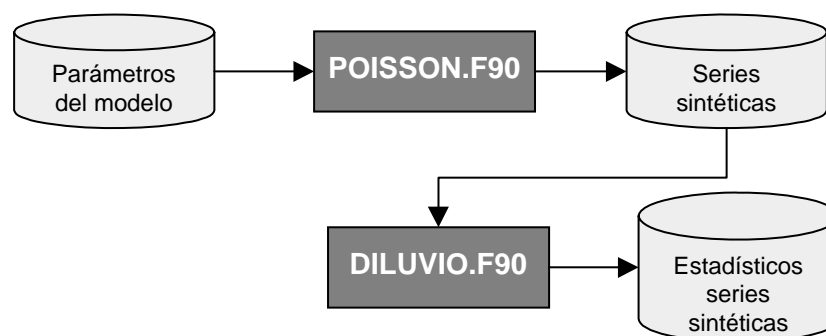 Parámetros
del modelo
POISSON.F90
Series
sintéticas
DILUVIO.F90
Estadísticos
series
sintéticas